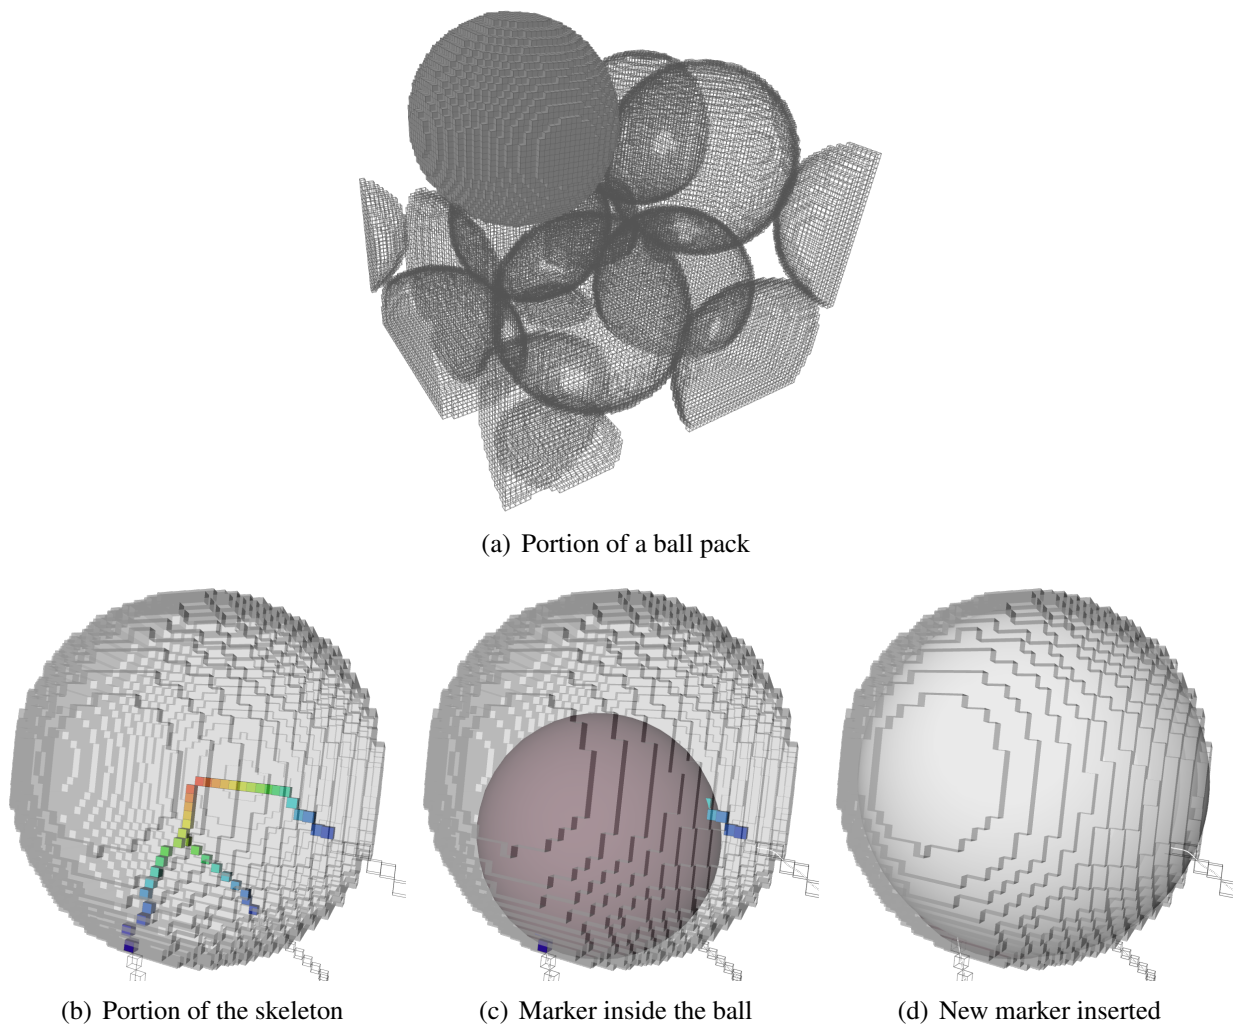 (a) Portion of a ball pack
(b) Portion of the skeleton
(c) Marker inside the ball
(d) New marker inserted